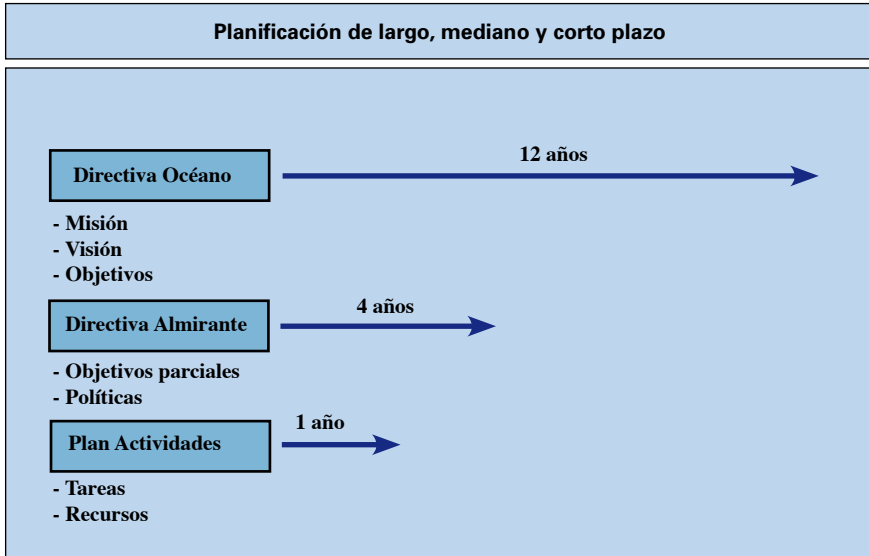 Planificación de largo, mediano y corto plazo
12 años
Directiva Océano
- Misión
- Visión
- Objetivos
4 años
Directiva Almirante
- Objetivos parciales
- Políticas
1 año
Plan Actividades
- Tareas
- Recursos